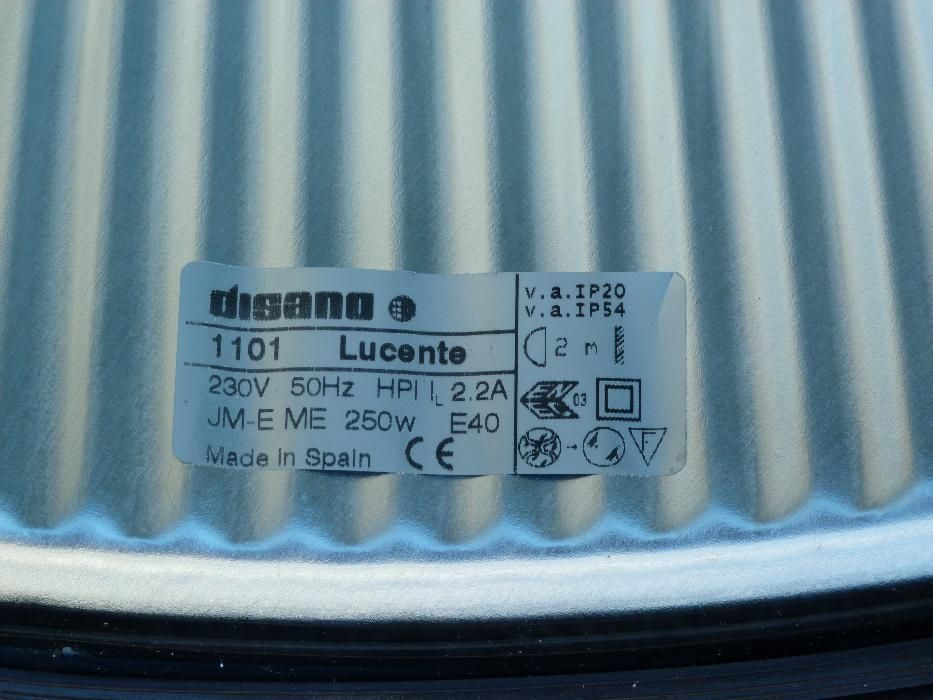 disano
1101 Lucente
230V 50Hz HPI IL 2.2A
JM-E ME 250w E40
Made in Spain CE
v.a.IP20
v.a.IP54
2 m
03
F